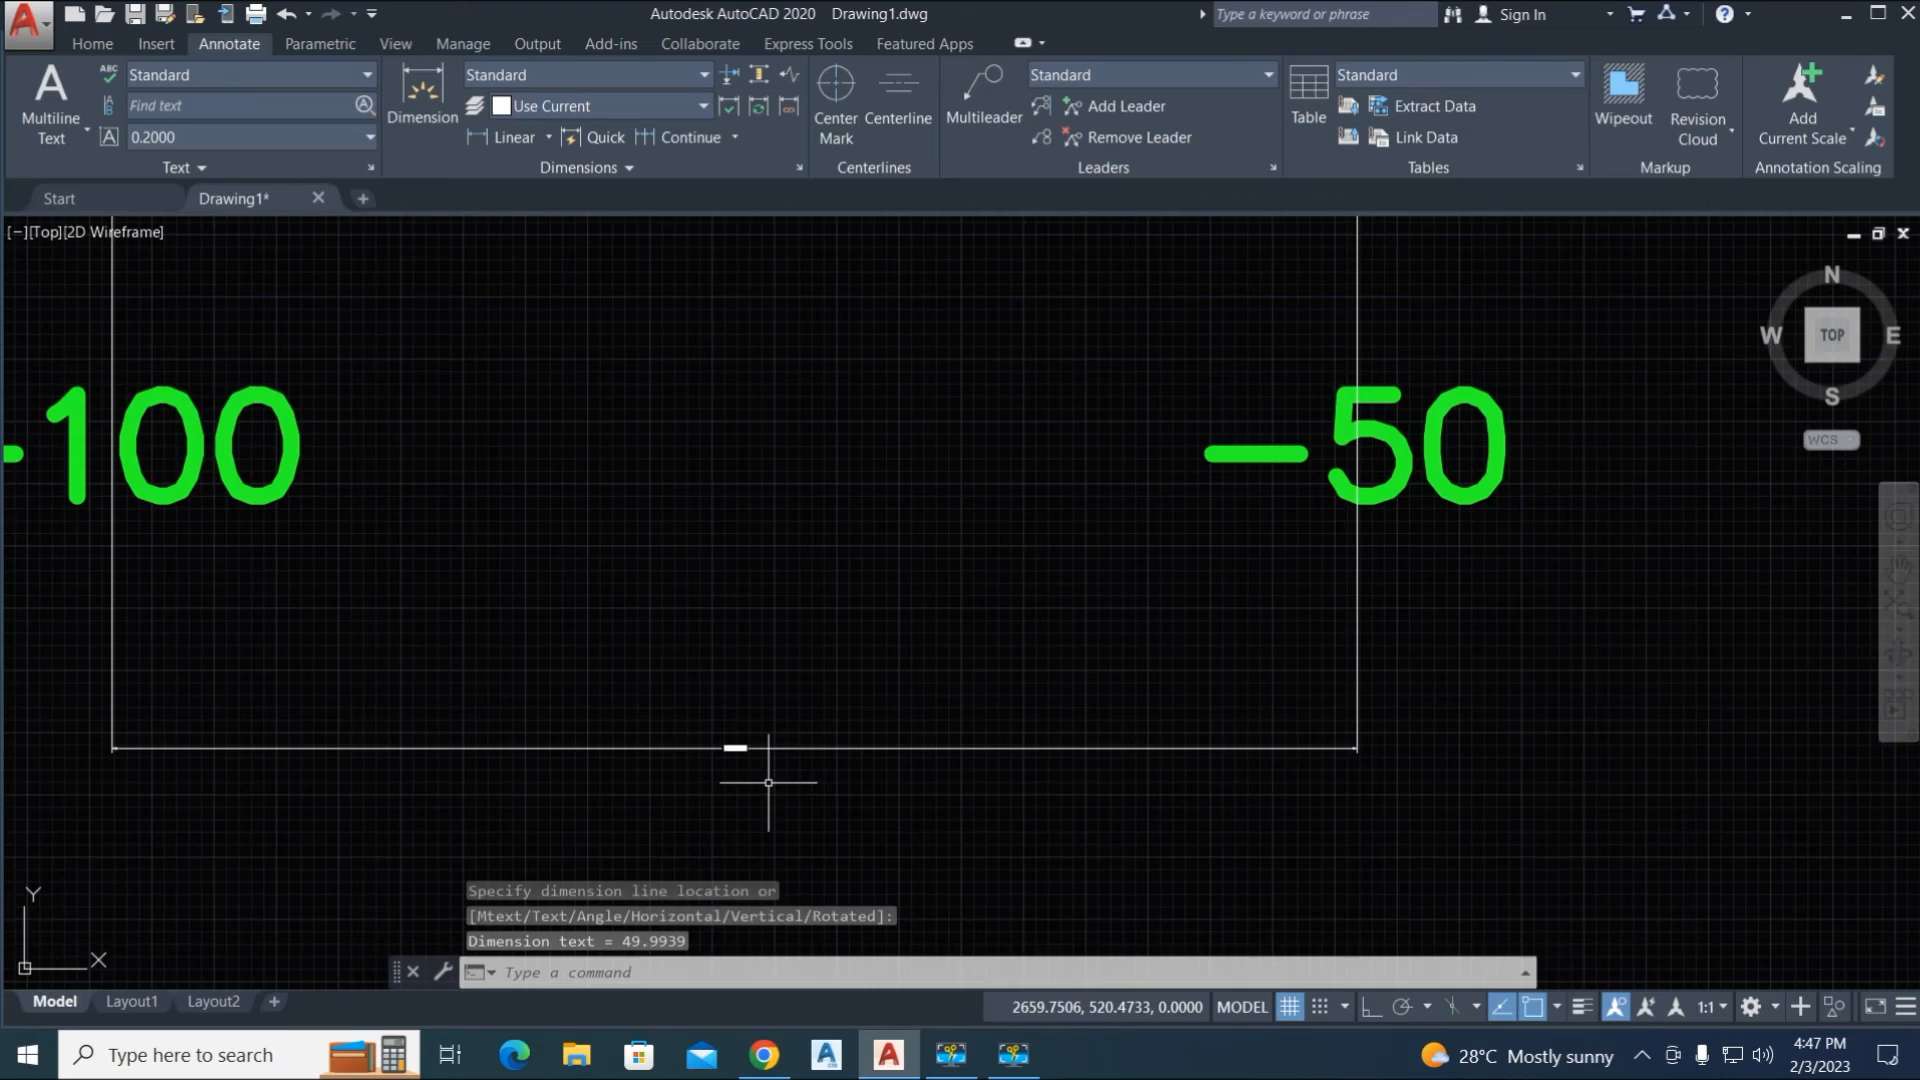 Autodesk AutoCAD 2020 Drawing1.dwg
Type a keyword or phrase
Sign In
Home Insert Annotate Parametric View Manage Output Add-ins Collaborate Express Tools Featured Apps
Multiline
Text
ABC
Standard
Find text
0.2000
Text
Dimension
Standard
Use Current
Linear Quick Continue
Dimensions
Center
Mark
Centerline
Centerlines
Multileader
Standard
Add Leader
Remove Leader
Leaders
Table
Standard
Extract Data
Link Data
Tables
Wipeout
Revision
Cloud
Markup
Add
Current Scale
Annotation Scaling
Start
Drawing1*
[−][Top][2D Wireframe]
N
W TOP E
S
WCS
-100 -50
Specify dimension line location or
[Mtext/Text/Angle/Horizontal/Vertical/Rotated]:
Dimension text = 49.9939
Y
X
Type a command
Model Layout1 Layout2
2659.7506, 520.4733, 0.0000 MODEL
1:1
Type here to search
28°C Mostly sunny
4:47 PM
2/3/2023